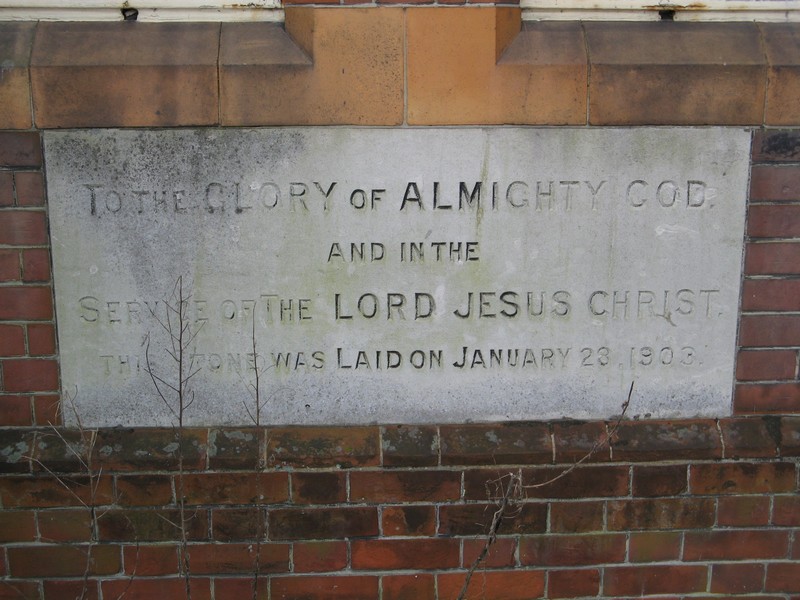 TO THE GLORY OF ALMIGHTY GOD.
AND IN THE
SERVICE OF THE LORD JESUS CHRIST.
THIS STONE WAS LAID ON JANUARY 28. 1903.